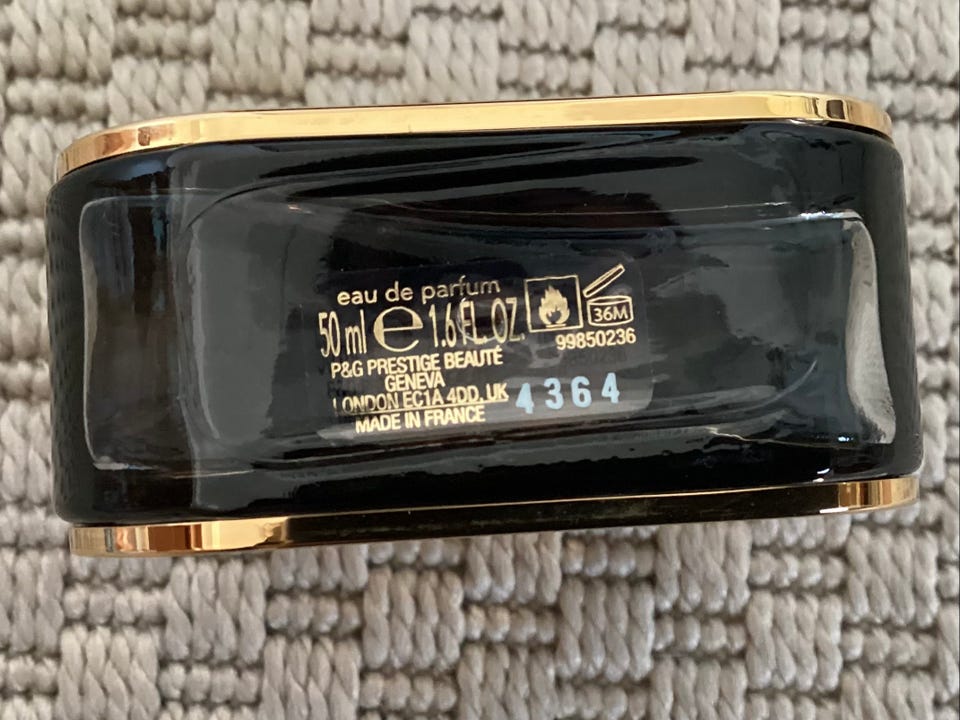 eau de parfum
50 ml e 1.6 FL. OZ.
36M
99850236
P&G PRESTIGE BEAUTÉ
GENEVA
LONDON EC1A 4DD, UK
4364
MADE IN FRANCE